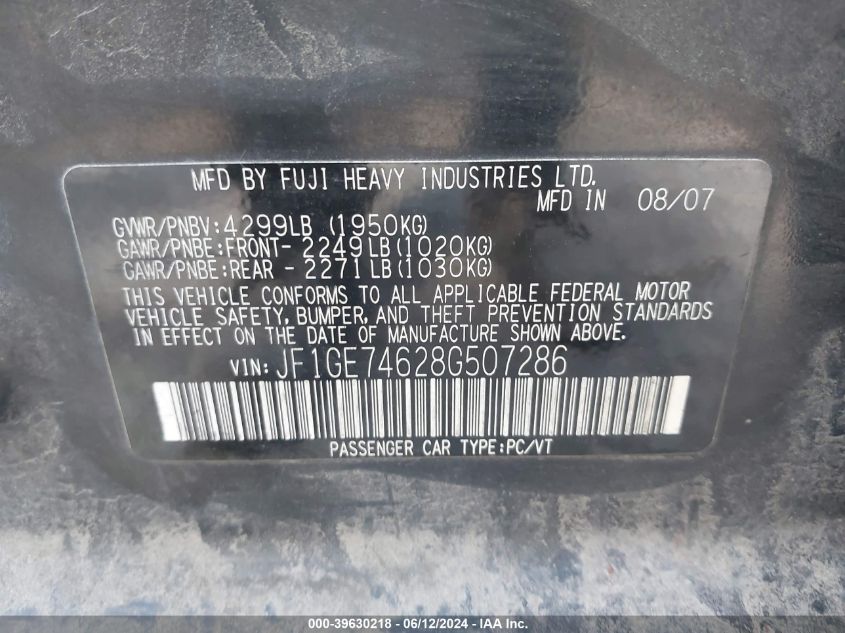 MFD BY FUJI HEAVY INDUSTRIES LTD.
MFD IN 08/07
GVWR/PNBV:4299LB (1950KG)
GAWR/PNBE:FRONT- 2249LB(1020KG)
GAWR/PNBE:REAR - 2271LB(1030KG)
THIS VEHICLE CONFORMS TO ALL APPLICABLE FEDERAL MOTOR
VEHICLE SAFETY, BUMPER, AND THEFT PREVENTION STANDARDS
IN EFFECT ON THE DATE OF MANUFACTURE SHOWN ABOVE.
VIN: JF1GE74628G507286
PASSENGER CAR TYPE:PC/VT
000-39630218 - 06/12/2024 - IAA Inc.